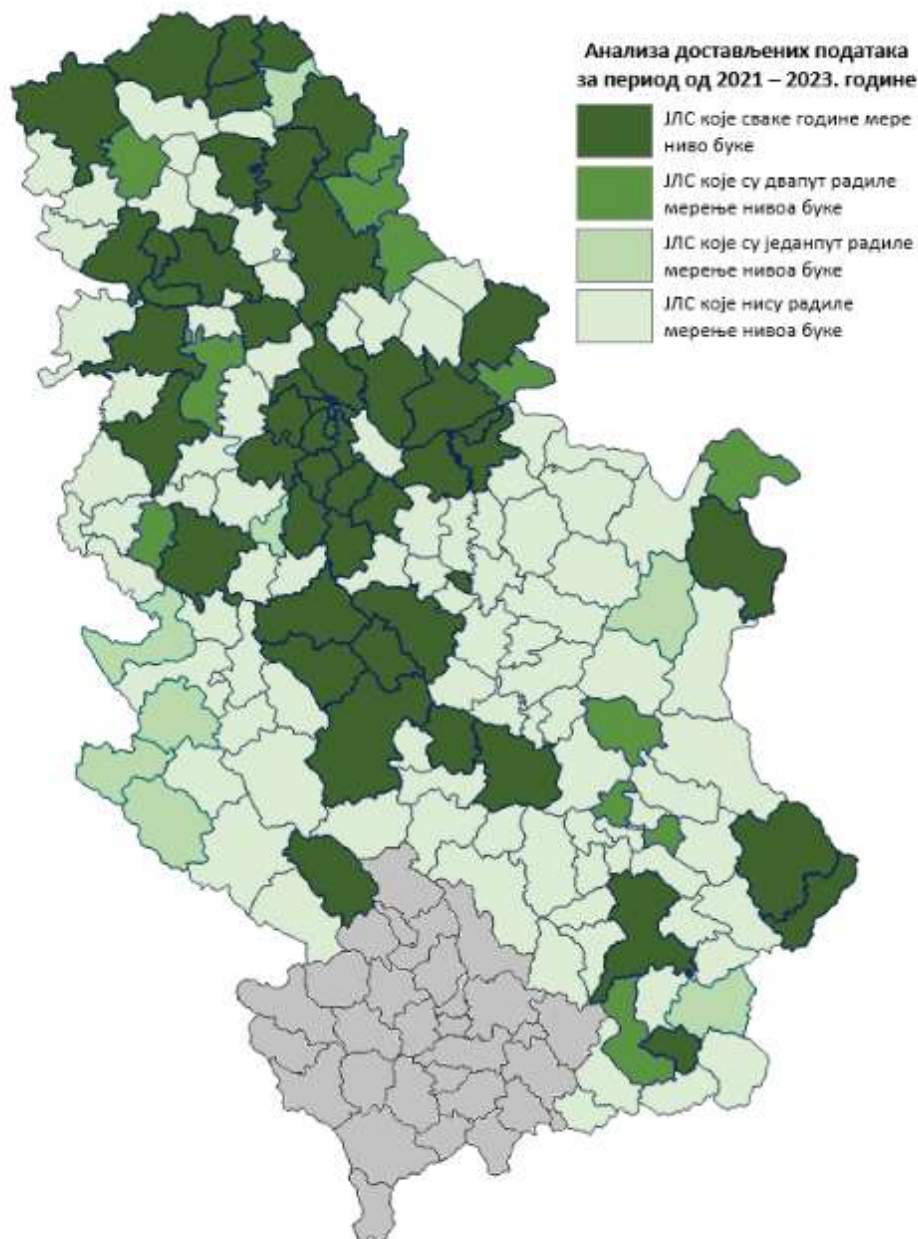 Анализа достављених података
за период од 2021 – 2023. године
ЈЛС које сваке године мере
ниво буке
ЈЛС које су двапут радиле
мерење нивоа буке
ЈЛС које су једанпут радиле
мерење нивоа буке
ЈЛС које нису радиле
мерење нивоа буке